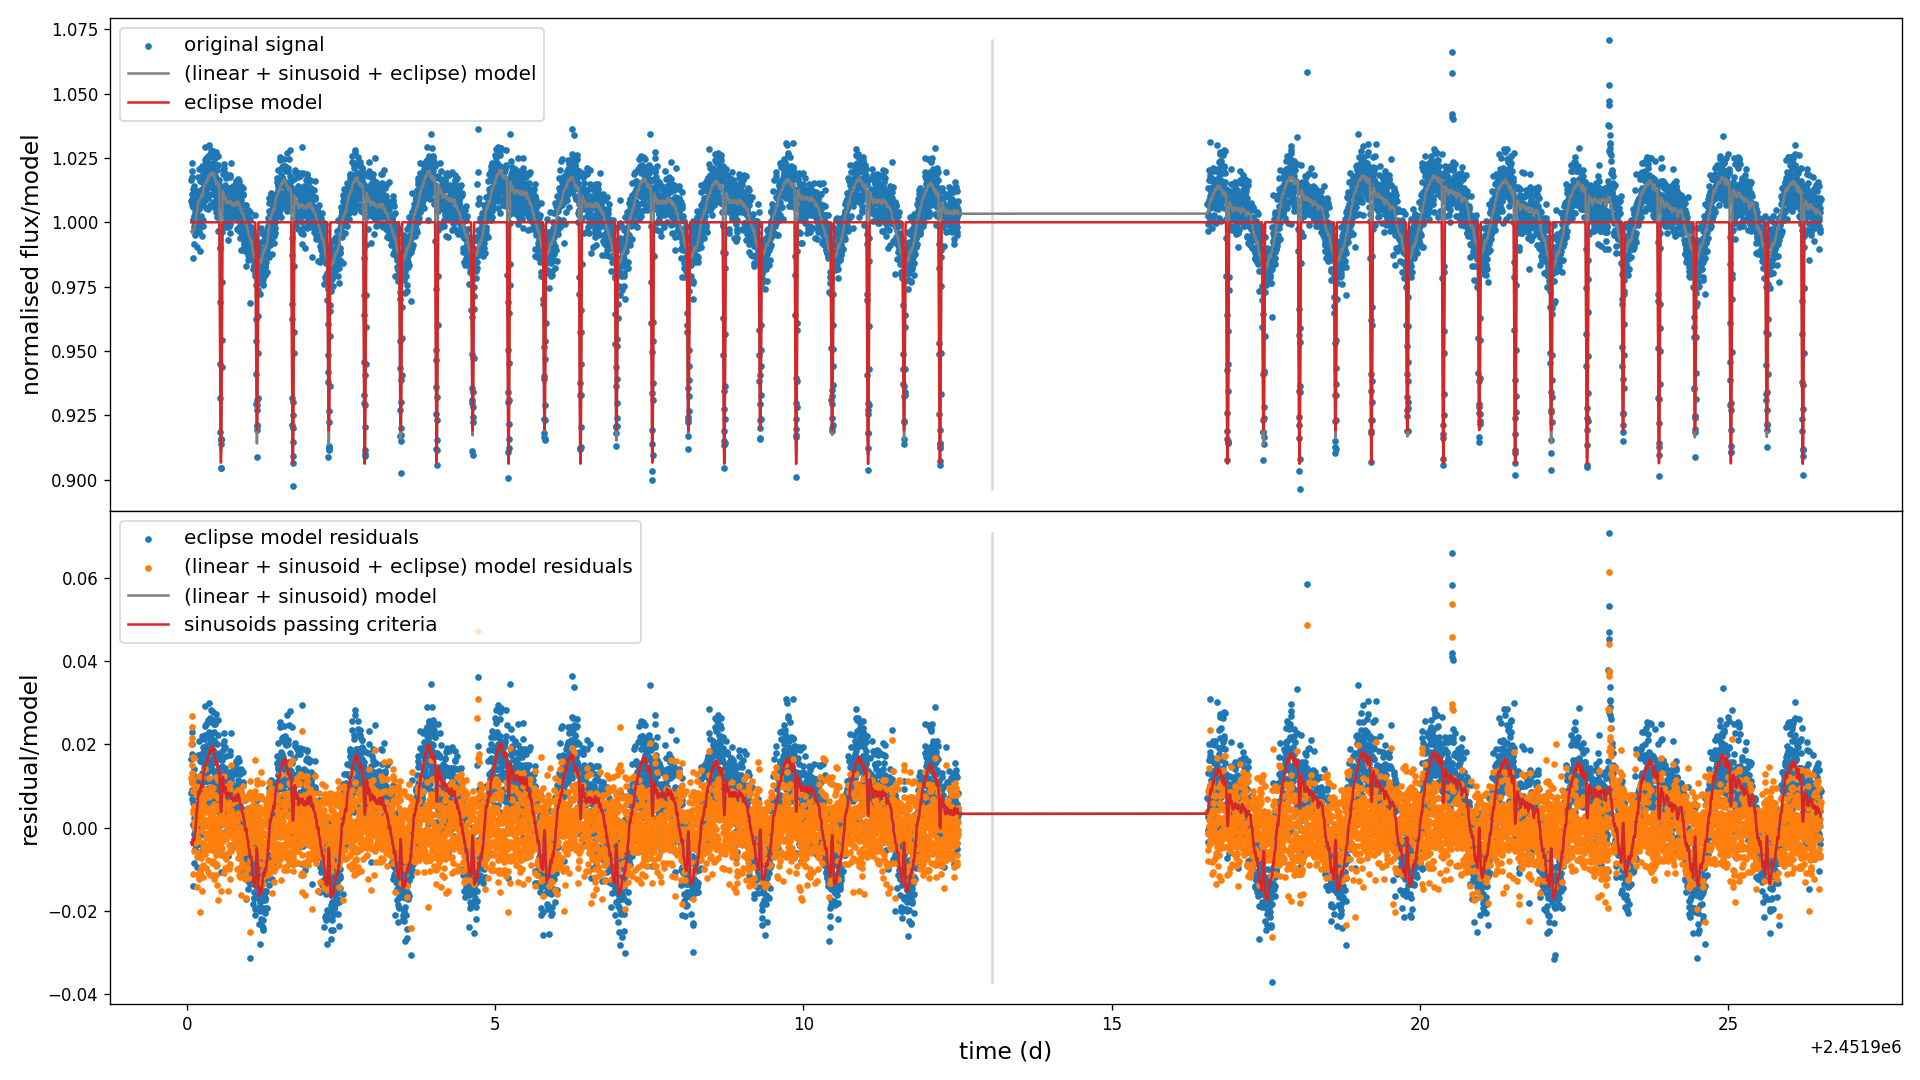 normalised flux/model
1.075
1.050
1.025
1.000
0.975
0.950
0.925
0.900
original signal
(linear + sinusoid + eclipse) model
eclipse model
residual/model
0.06
0.04
0.02
0.00
−0.02
−0.04
eclipse model residuals
(linear + sinusoid + eclipse) model residuals
(linear + sinusoid) model
sinusoids passing criteria
0 5 10 15 20 25
time (d)
+2.4519e6